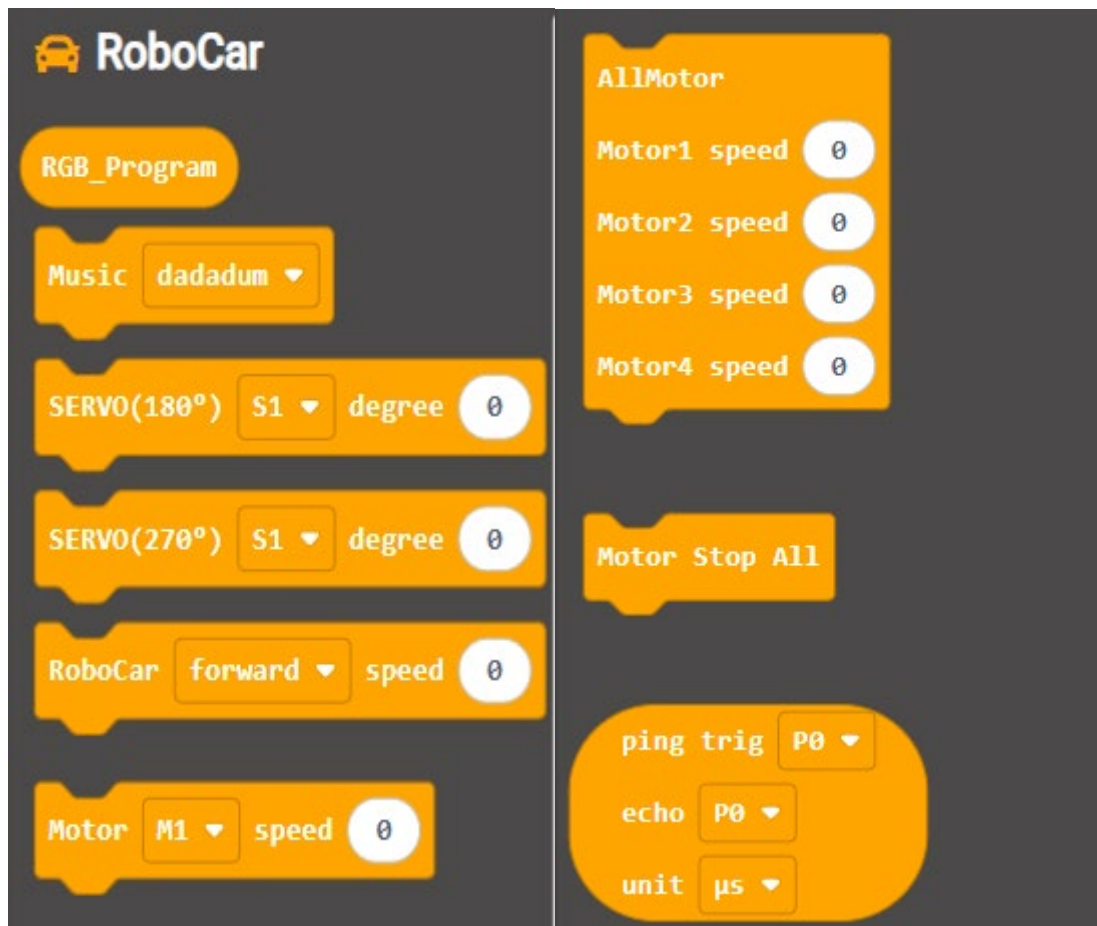 RoboCar
RGB_Program
Music dadadum
SERVO(180º) S1 degree 0
SERVO(270º) S1 degree 0
RoboCar forward speed 0
Motor M1 speed 0
AllMotor
Motor1 speed 0
Motor2 speed 0
Motor3 speed 0
Motor4 speed 0
Motor Stop All
ping trig P0
echo P0
unit μs